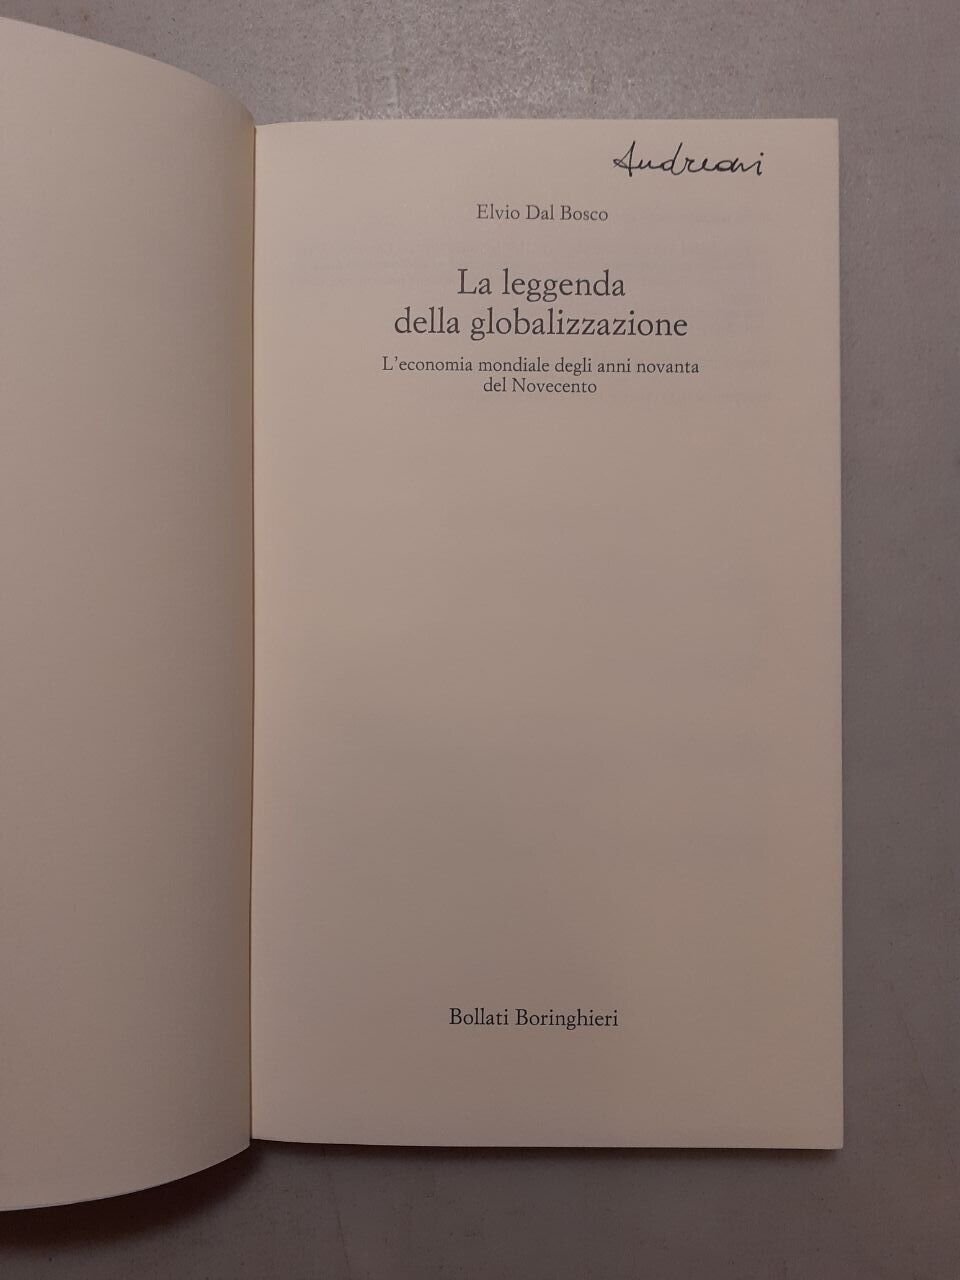 Andreani
Elvio Dal Bosco
La leggenda
della globalizzazione
L'economia mondiale degli anni novanta
del Novecento
Bollati Boringhieri